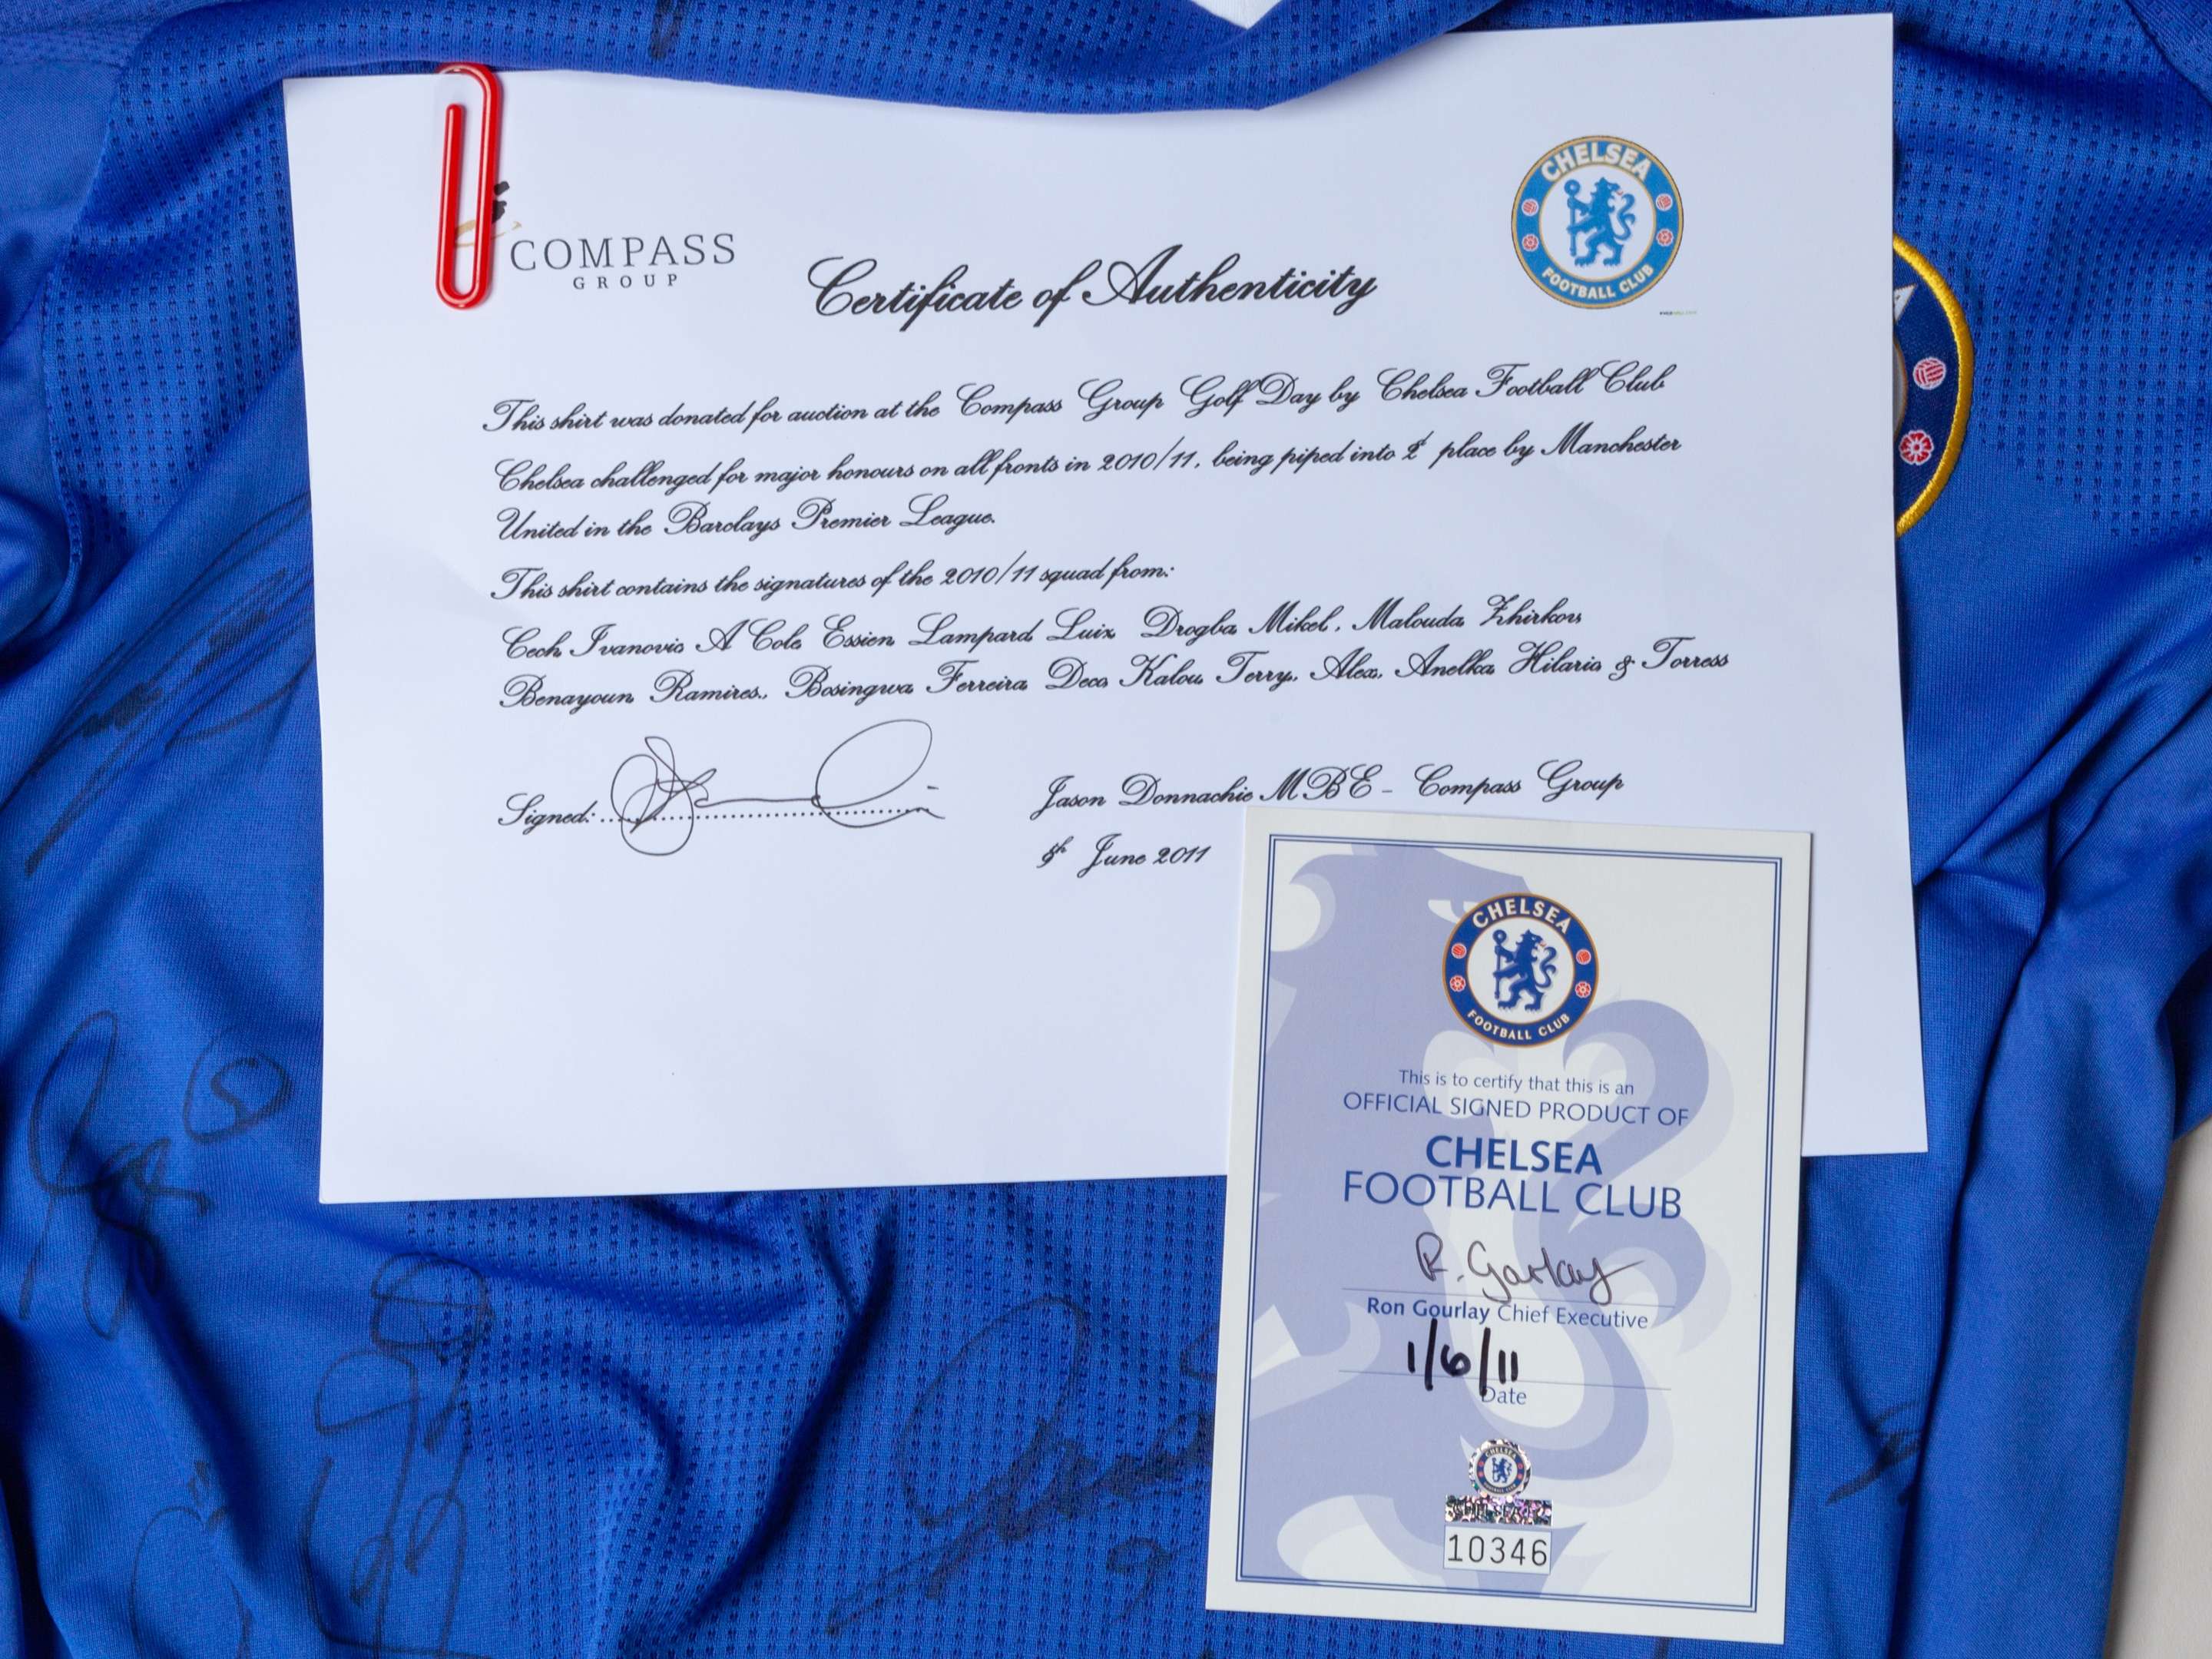 COMPASS
GROUP
CHELSEA
FOOTBALL CLUB
Certificate of Authenticity
This shirt was donated for auction at the Compass Group Golf Day by Chelsea Football Club
Chelsea challenged for major honours on all fronts in 2010/11, being piped into 2 place by Manchester
United in the Barclays Premier League.
This shirt contains the signatures of the 2010/11 squad from:
Cech Ivanovic A Cole Essien Lampard Luiz Drogba Mikel, Malouda Zhirkov
Benayoun Ramires, Bosingwa Ferreira Deco Kalou Terry, Alex, Anelka Hilario & Torress
Signed:
Jason Donnachie MBE - Compass Group
June 2011
CHELSEA
FOOTBALL CLUB
This is to certify that this is an
OFFICIAL SIGNED PRODUCT OF
CHELSEA
FOOTBALL CLUB
R. Gourlay
Ron Gourlay Chief Executive
1/6/11
Date
CHELSEA
10346
5
9